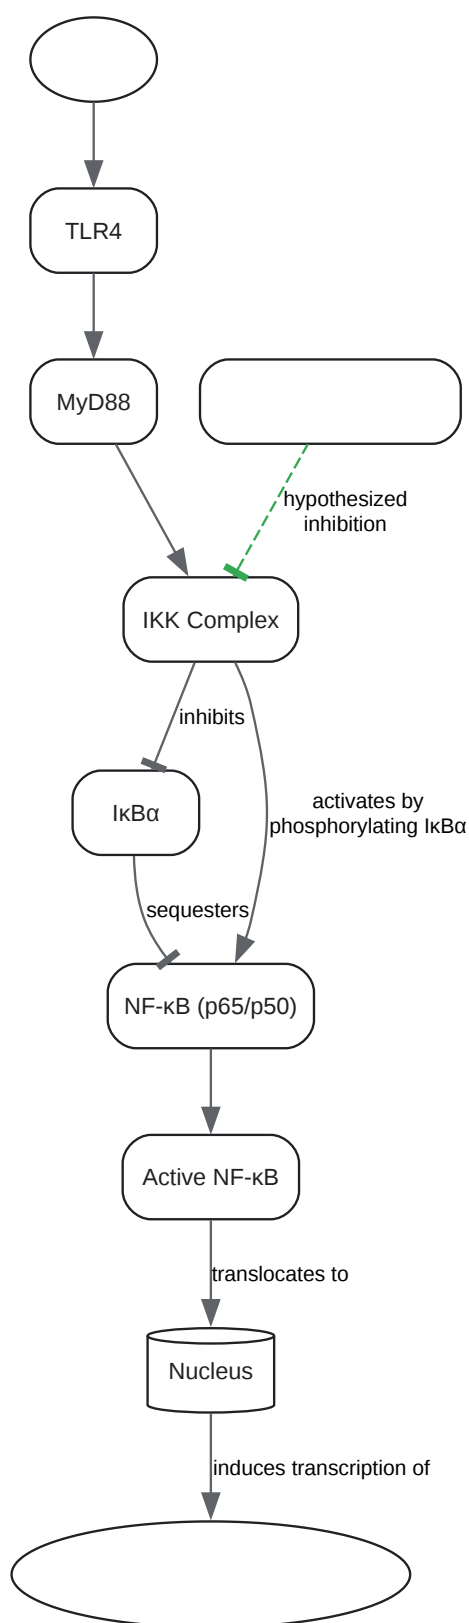 TLR4
MyD88
hypothesized
inhibition
IKK Complex
inhibits
IκBα
activates by
phosphorylating IκBα
sequesters
NF-κB (p65/p50)
Active NF-κB
translocates to
Nucleus
induces transcription of